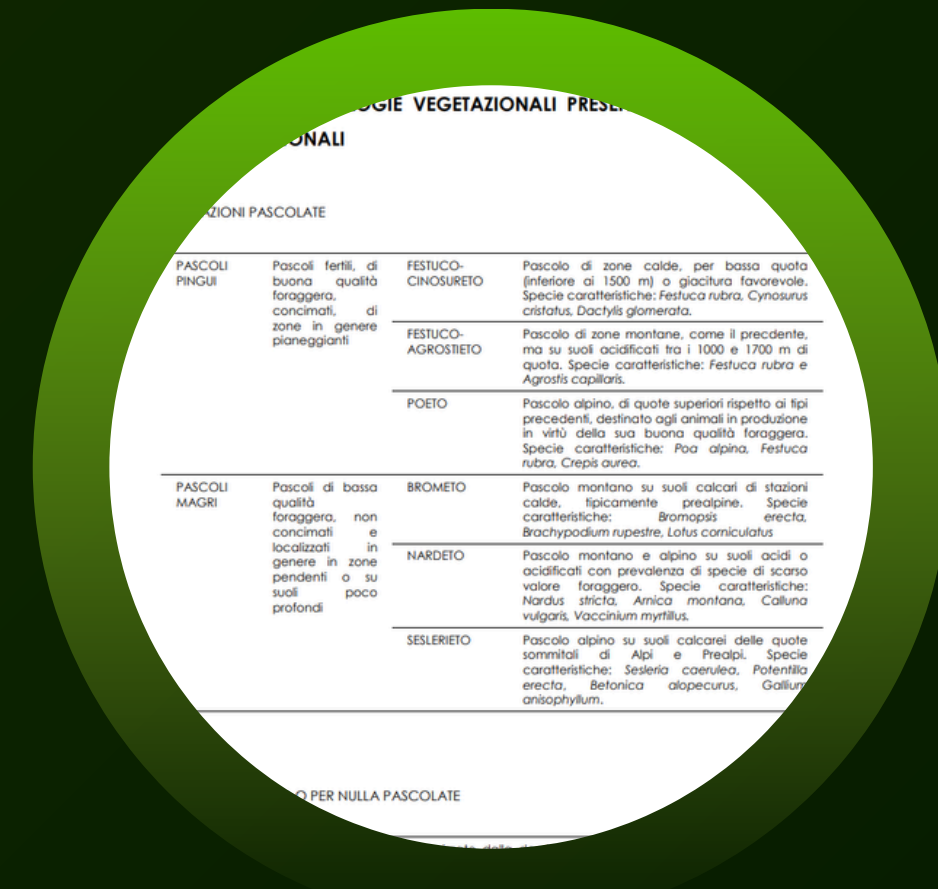 VEGETAZIONALI
PASCOLATE
PASCOLI
PINGUI
Pascoli fertili, di
buona qualità
foraggera,
concimati, di
zone in genere
pianeggianti
FESTUCO-
CINOSURETO
Pascolo di zone calde, per bassa quota
(inferiore ai 1500 m) o giacitura favorevole.
Specie caratteristiche: Festuca rubra, Cynosurus
cristatus, Dactylis glomerata.
FESTUCO-
AGROSTIETO
Pascolo di zone montane, come il precdente,
ma su suoli acidificati tra i 1000 e 1700 m di
quota. Specie caratteristiche: Festuca rubra e
Agrostis capillaris.
POETO
Pascolo alpino, di quote superiori rispetto ai tipi
precedenti, destinato agli animali in produzione
in virtù della sua buona qualità foraggera.
Specie caratteristiche: Poa alpina, Festuca
rubra, Crepis aurea.
PASCOLI
MAGRI
Pascoli di bassa
qualità
foraggera, non
concimati e
localizzati in
genere in zone
pendenti o su
suoli poco
profondi
BROMETO
Pascolo montano su suoli calcari di stazioni
calde, tipicamente prealpine. Specie
caratteristiche: Bromopsis erecta,
Brachypodium rupestre, Lotus corniculatus
NARDETO
Pascolo montano e alpino su suoli acidi o
acidificati con prevalenza di specie di scarso
valore foraggero. Specie caratteristiche:
Nardus stricta, Arnica montana, Calluna
vulgaris, Vaccinium myrtillus.
SESLERIETO
Pascolo alpino su suoli calcarei delle quote
sommitali di Alpi e Prealpi. Specie
caratteristiche: Sesleria caerulea, Potentilla
erecta, Betonica alopecurus, Gallium
anisophyllum.
PER NULLA PASCOLATE